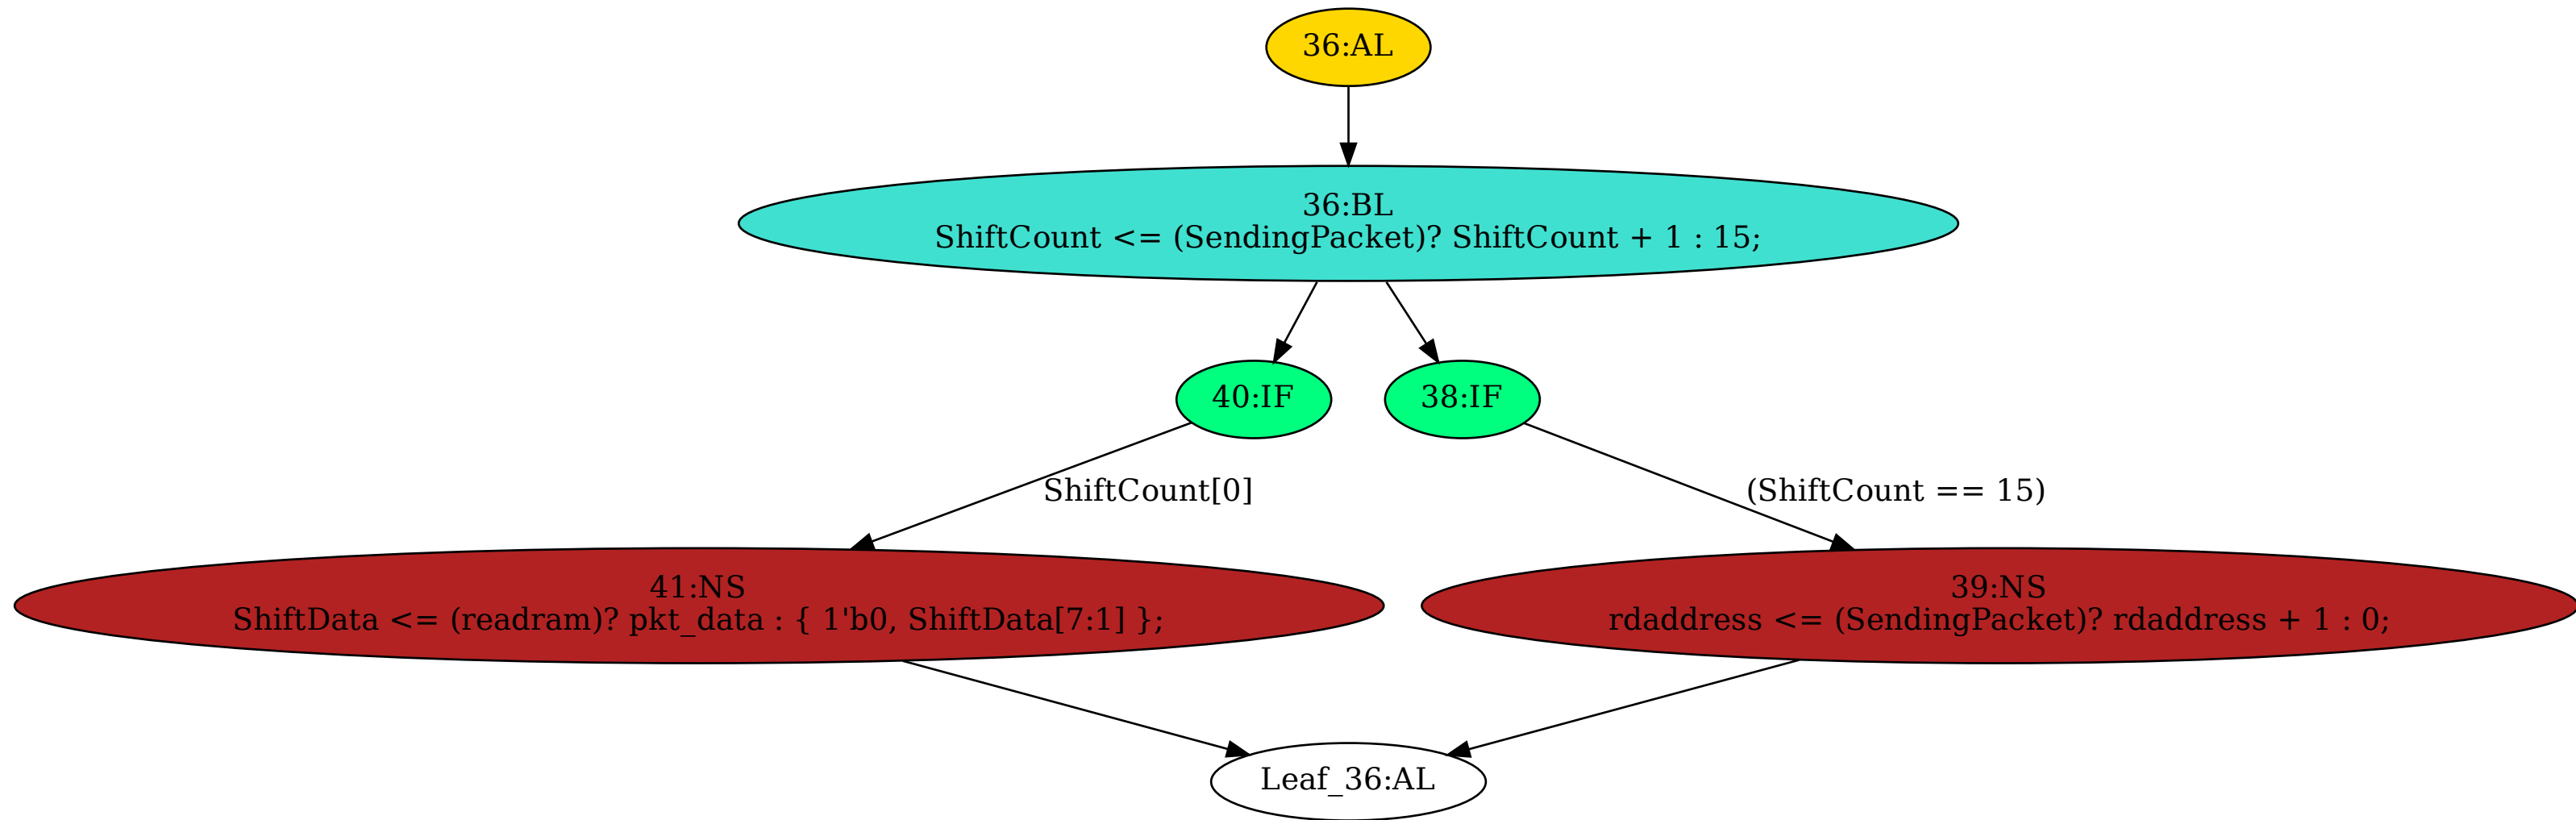 36:AL
36:BL
ShiftCount <= (SendingPacket)? ShiftCount + 1 : 15;
40:IF
38:IF
ShiftCount[0]
(ShiftCount == 15)
41:NS
ShiftData <= (readram)? pkt_data : { 1'b0, ShiftData[7:1] };
39:NS
rdaddress <= (SendingPacket)? rdaddress + 1 : 0;
Leaf_36:AL